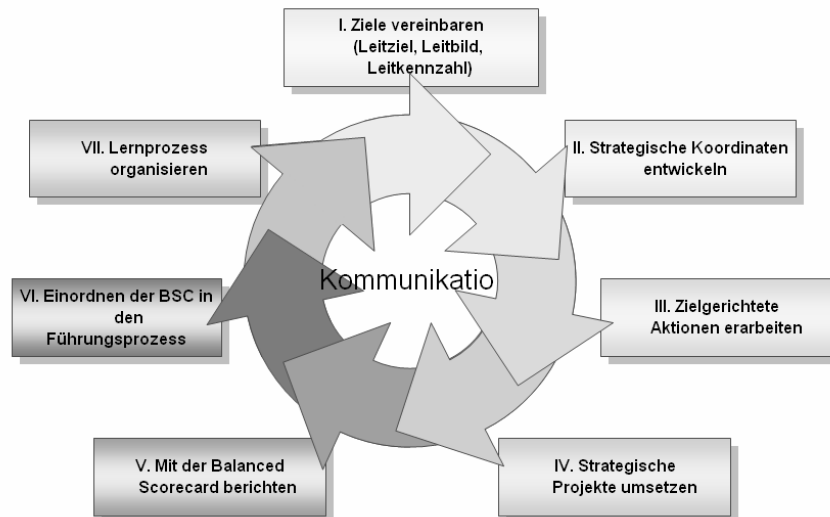 I. Ziele vereinbaren
(Leitziel, Leitbild,
Leitkennzahl)
II. Strategische Koordinaten
entwickeln
III. Zielgerichtete
Aktionen erarbeiten
IV. Strategische
Projekte umsetzen
V. Mit der Balanced
Scorecard berichten
VI. Einordnen der BSC in
den
Führungsprozess
VII. Lernprozess
organisieren
Kommunikatio